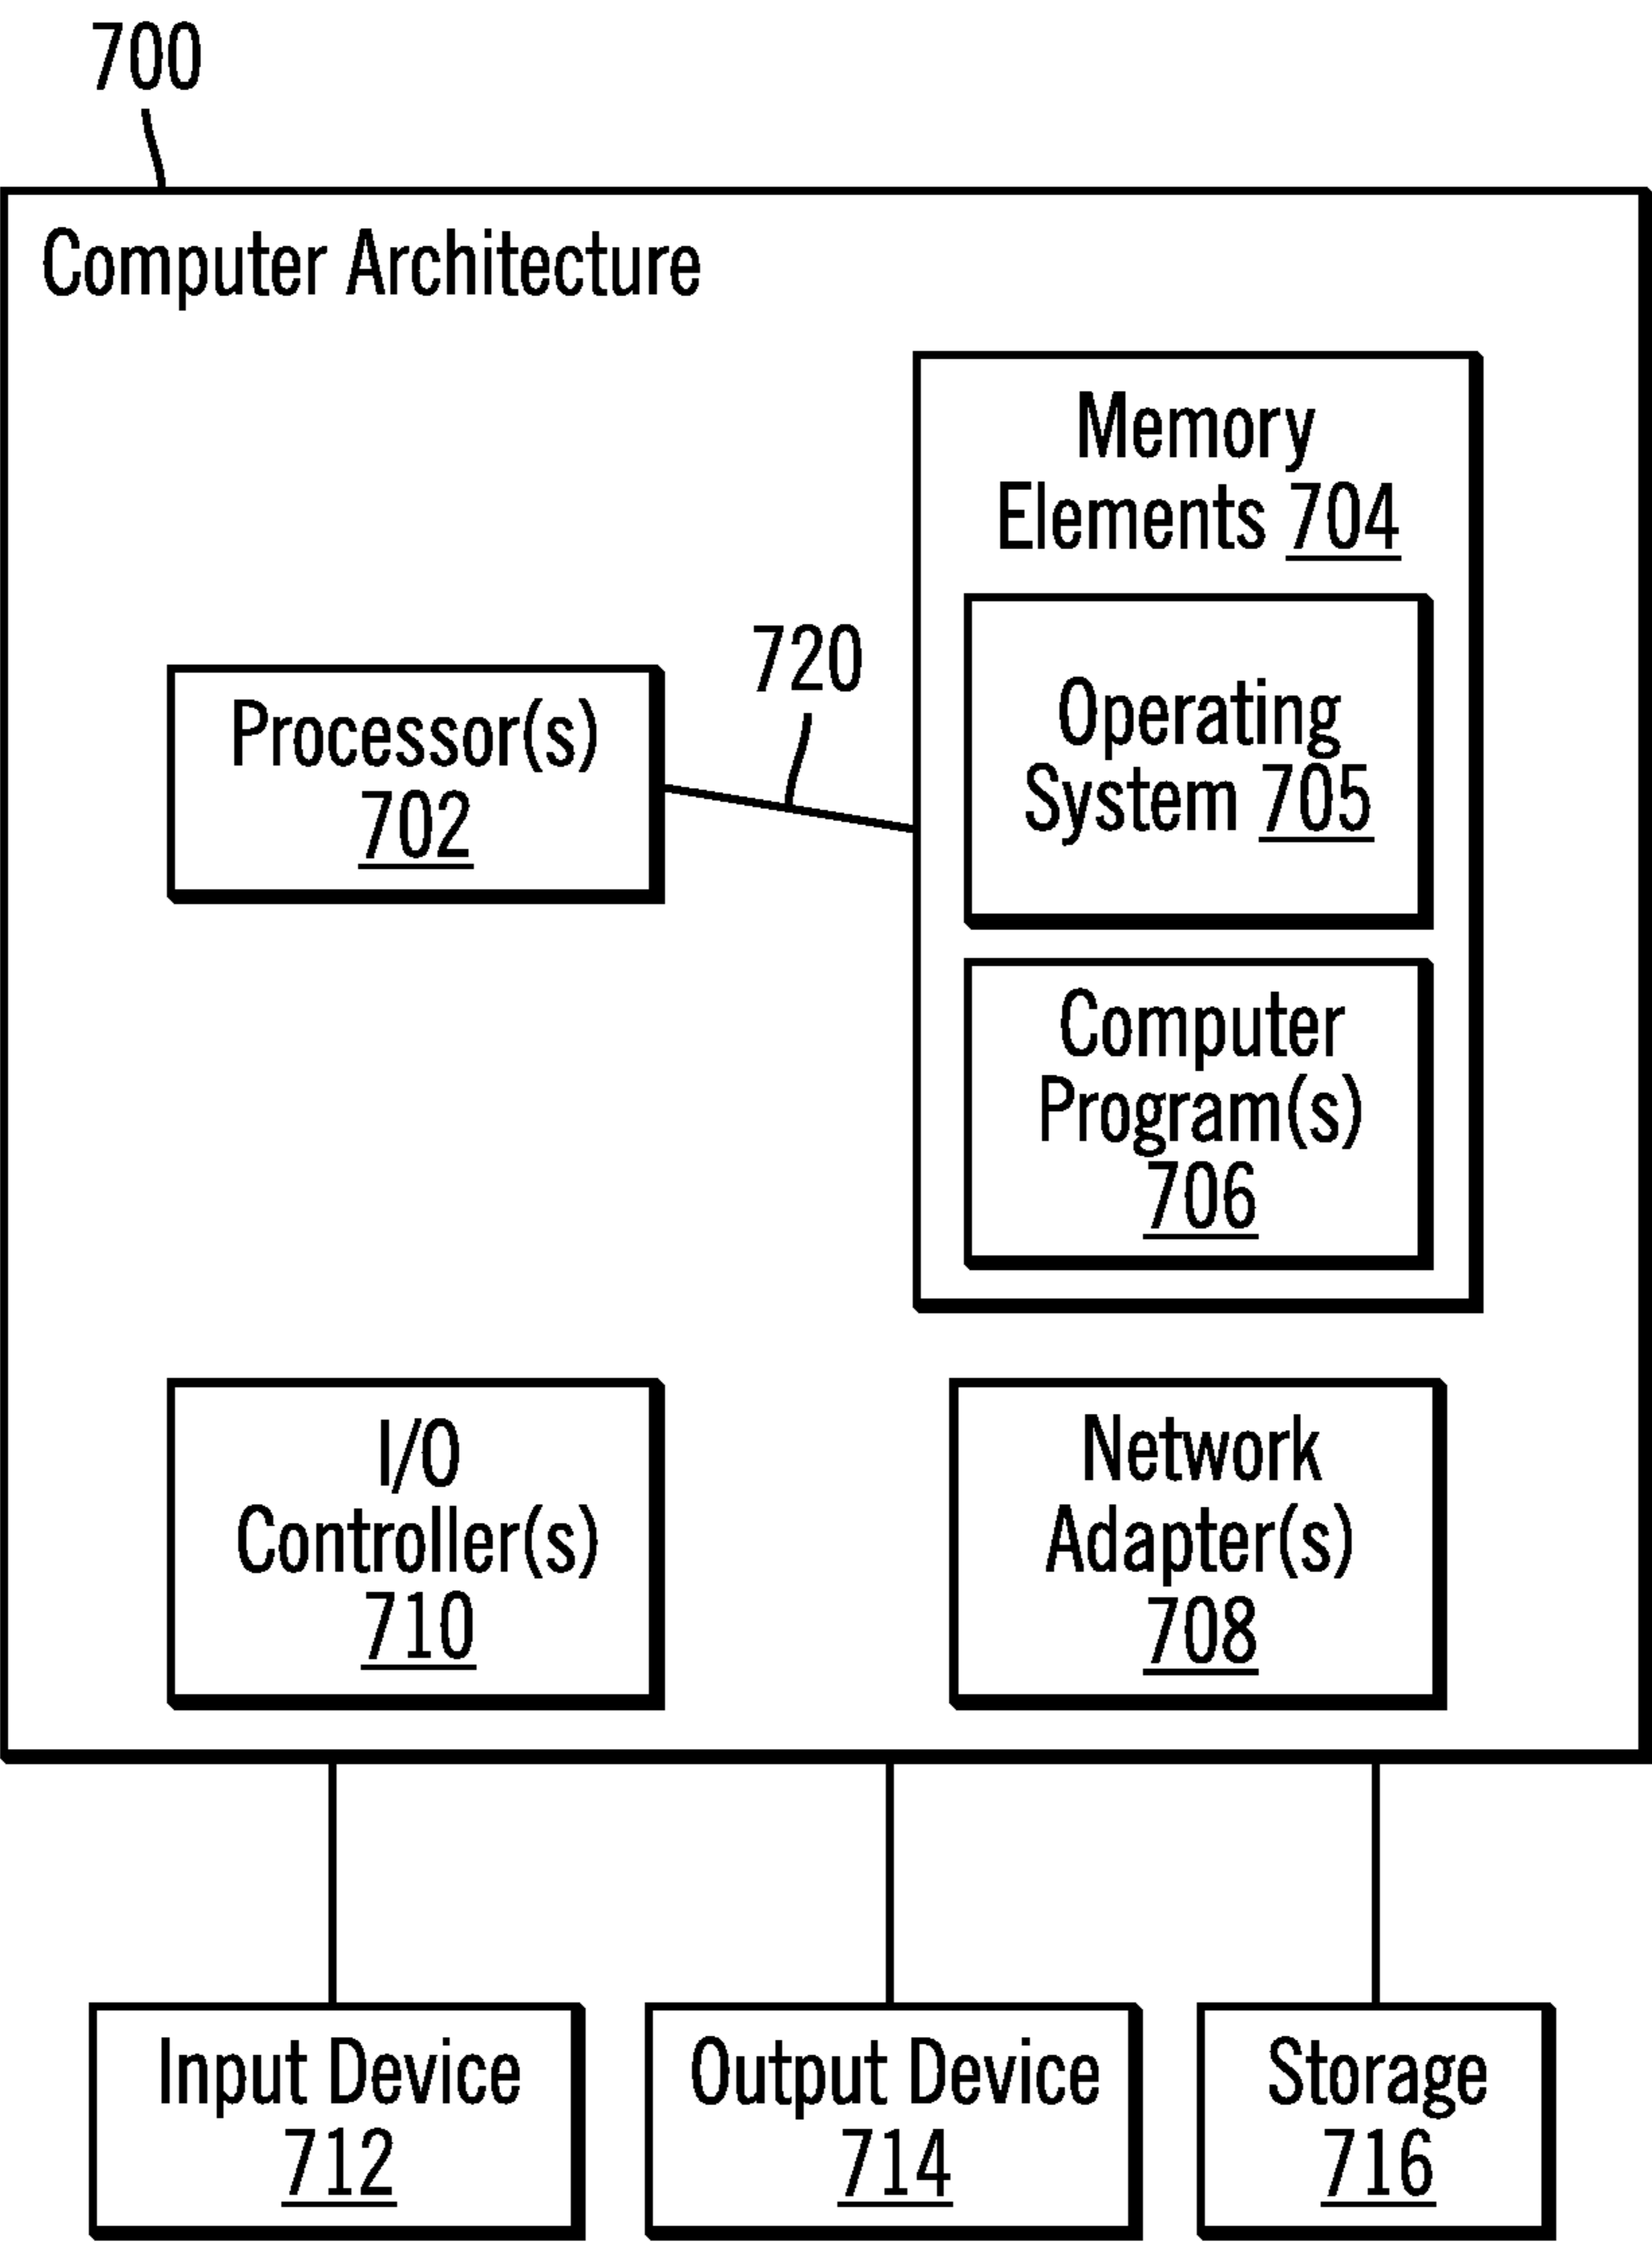 700
Computer Architecture
Memory
Elements 704
720
Operating
System 705
Processor(s)
702
Computer
Program(s)
706
I/O
Controller(s)
710
Network
Adapter(s)
708
Input Device
712
Output Device
714
Storage
716